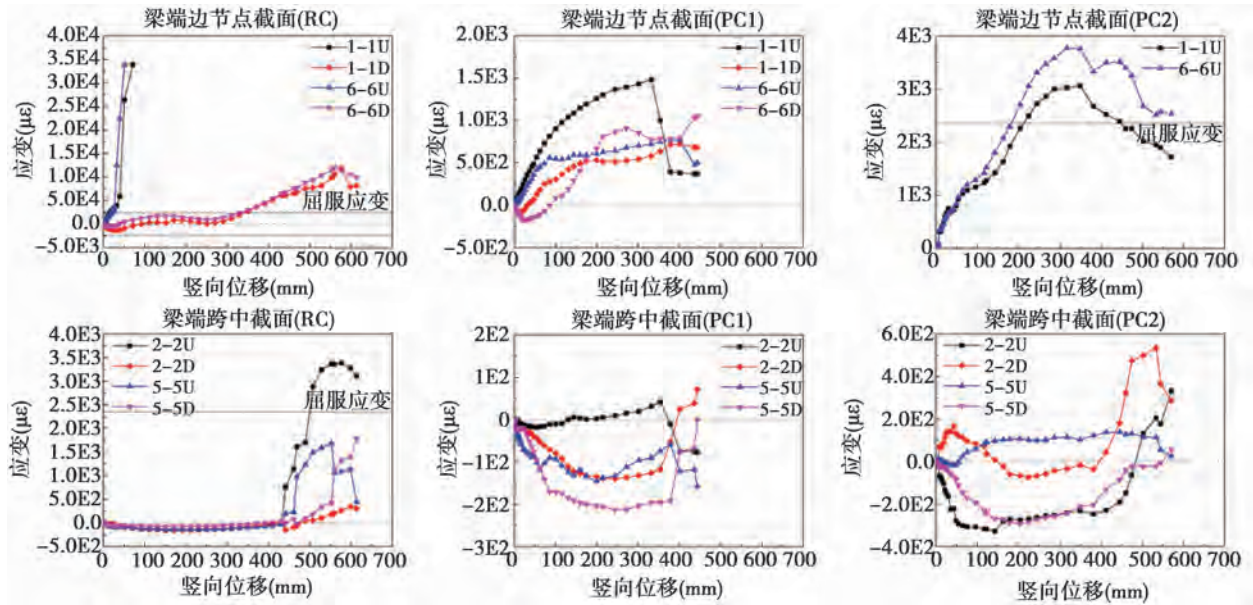 梁端边节点截面(RC)
应变(με)
4.0E4
3.5E4
3.0E4
2.5E4
2.0E4
1.5E4
1.0E4
5.0E3
0.0
-5.0E3
1-1U
1-1D
6-6U
6-6D
屈服应变
0 100 200 300 400 500 600 700
竖向位移(mm)
梁端边节点截面(PC1)
应变(με)
2.0E3
1.5E3
1.0E3
5.0E2
0
-5.0E2
1-1U
1-1D
6-6U
6-6D
0 100 200 300 400 500 600 700
竖向位移(mm)
梁端边节点截面(PC2)
应变(με)
4E3
3E3
2E3
1E3
0
1-1U
6-6U
屈服应变
0 100 200 300 400 500 600 700
竖向位移(mm)
梁端跨中截面(RC)
应变(με)
4.0E3
3.5E3
3.0E3
2.5E3
2.0E3
1.5E3
1.0E3
5.0E2
0.0
-5.0E2
2-2U
2-2D
5-5U
5-5D
屈服应变
0 100 200 300 400 500 600 700
竖向位移(mm)
梁端跨中截面(PC1)
应变(με)
2E2
1E2
0
-1E2
-2E2
-3E2
2-2U
2-2D
5-5U
5-5D
0 100 200 300 400 500 600 700
竖向位移(mm)
梁端跨中截面(PC2)
应变(με)
6.0E2
4.0E2
2.0E2
0.0
-2.0E2
-4.0E2
2-2U
2-2D
5-5U
5-5D
0 100 200 300 400 500 600 700
竖向位移(mm)